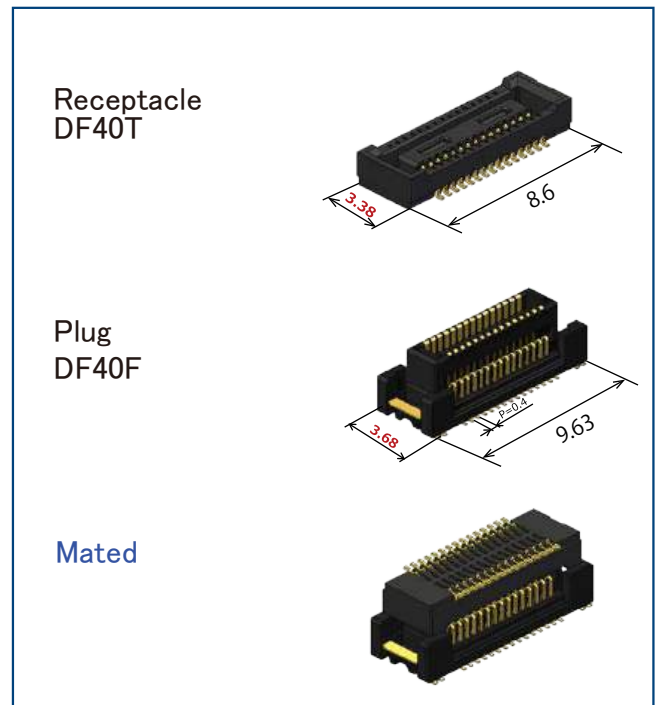 Receptacle
DF40T
3.38
8.6
Plug
DF40F
P=0.4
3.68
9.63
Mated